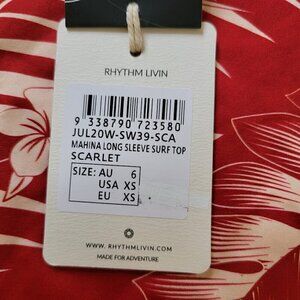 RHYTHM LIVIN
9 338790 723580
JUL20W-SW39-SCA
MAHINA LONG SLEEVE SURF TOP
SCARLET
SIZE: AU 6
USA XS
EU XS
WWW.RHYTHMLIVIN.COM
MADE FOR ADVENTURE